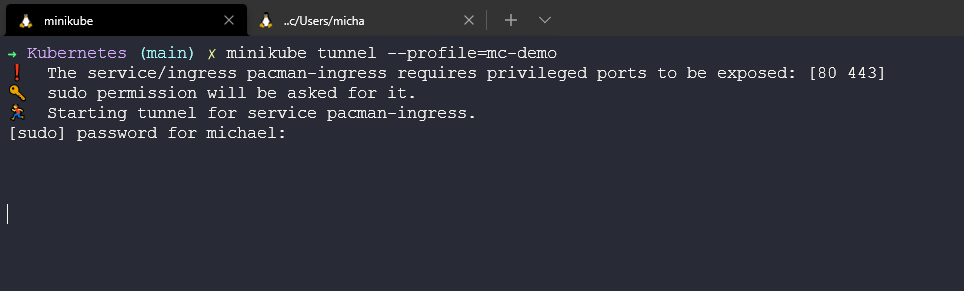 minikube
..c/Users/micha
→ Kubernetes (main) ✗ minikube tunnel --profile=mc-demo
❗ The service/ingress pacman-ingress requires privileged ports to be exposed: [80 443]
🔑 sudo permission will be asked for it.
🏃 Starting tunnel for service pacman-ingress.
[sudo] password for michael: